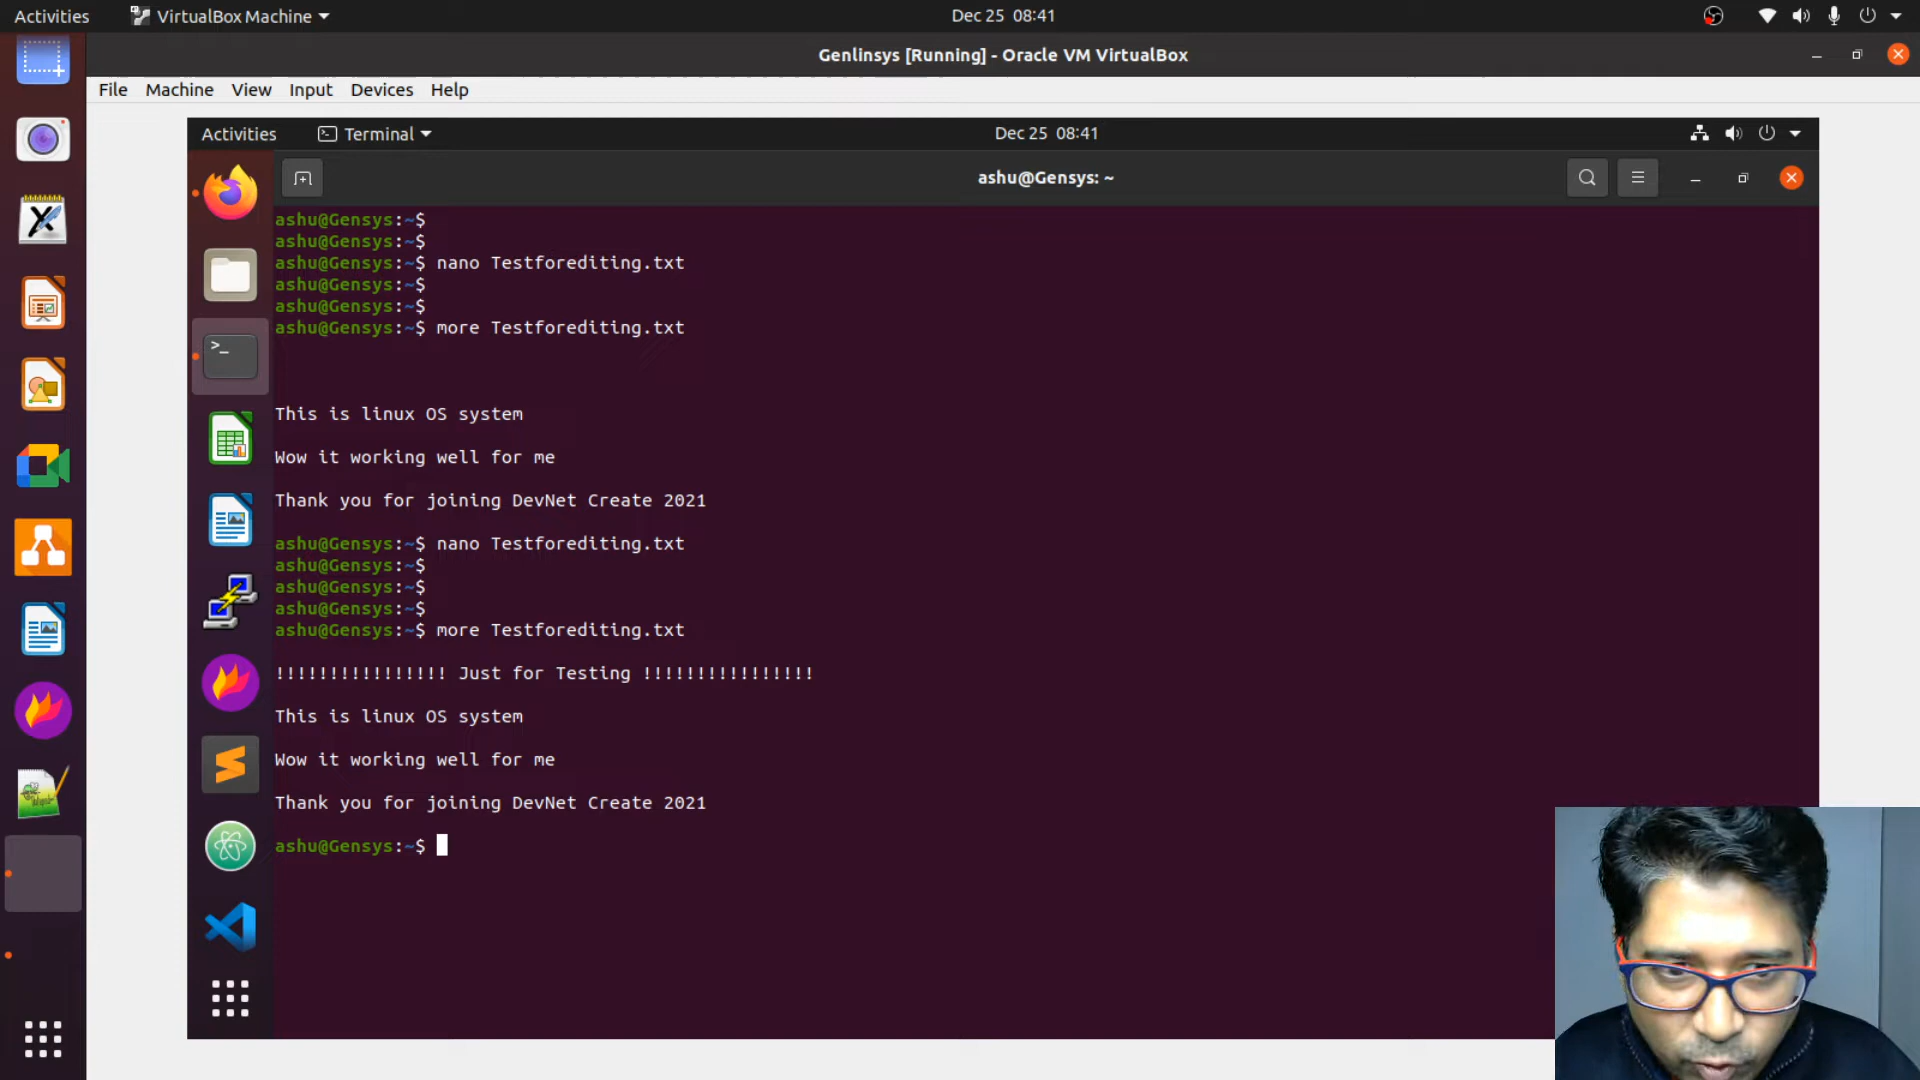 Activities VirtualBox Machine Dec 25 08:41
Genlinsys [Running] - Oracle VM VirtualBox
File Machine View Input Devices Help
Activities Terminal Dec 25 08:41
ashu@Gensys: ~
ashu@Gensys:~$
ashu@Gensys:~$
ashu@Gensys:~$ nano Testforediting.txt
ashu@Gensys:~$
ashu@Gensys:~$
ashu@Gensys:~$ more Testforediting.txt
This is linux OS system
Wow it working well for me
Thank you for joining DevNet Create 2021
ashu@Gensys:~$ nano Testforediting.txt
ashu@Gensys:~$
ashu@Gensys:~$
ashu@Gensys:~$
ashu@Gensys:~$ more Testforediting.txt
!!!!!!!!!!!!!!!! Just for Testing !!!!!!!!!!!!!!!!
This is linux OS system
Wow it working well for me
Thank you for joining DevNet Create 2021
ashu@Gensys:~$